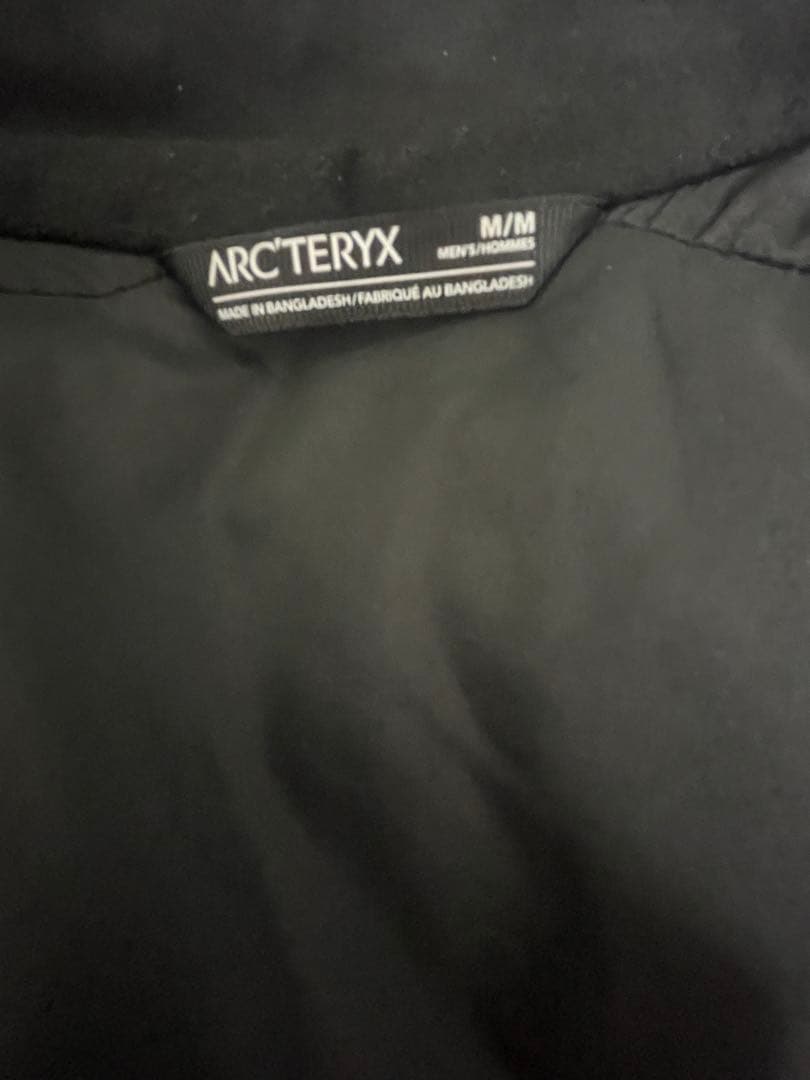 ARC'TERYX M/M
MEN'S/HOMMES
MADE IN BANGLADESH/FABRIQUÉ AU BANGLADESH